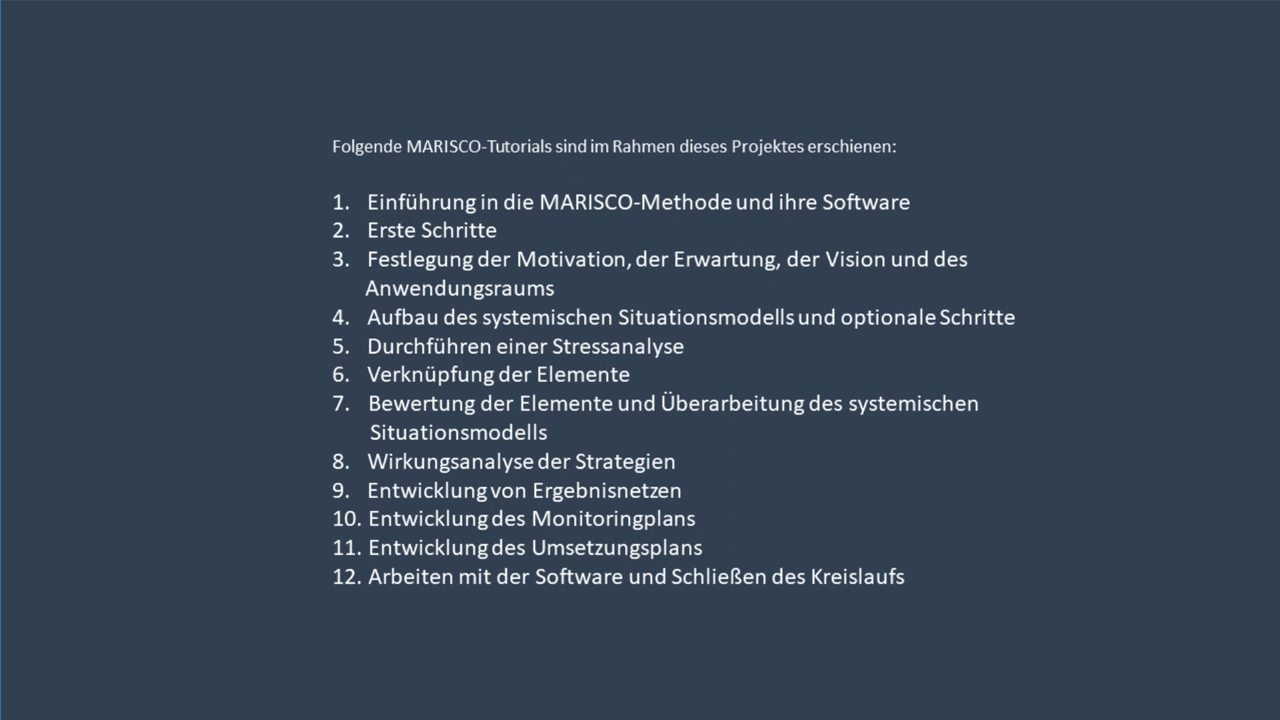 Folgende MARISCO-Tutorials sind im Rahmen dieses Projektes erschienen:
1. Einführung in die MARISCO-Methode und ihre Software
2. Erste Schritte
3. Festlegung der Motivation, der Erwartung, der Vision und des
Anwendungsraums
4. Aufbau des systemischen Situationsmodells und optionale Schritte
5. Durchführen einer Stressanalyse
6. Verknüpfung der Elemente
7. Bewertung der Elemente und Überarbeitung des systemischen
Situationsmodells
8. Wirkungsanalyse der Strategien
9. Entwicklung von Ergebnisnetzen
10. Entwicklung des Monitoringplans
11. Entwicklung des Umsetzungsplans
12. Arbeiten mit der Software und Schließen des Kreislaufs